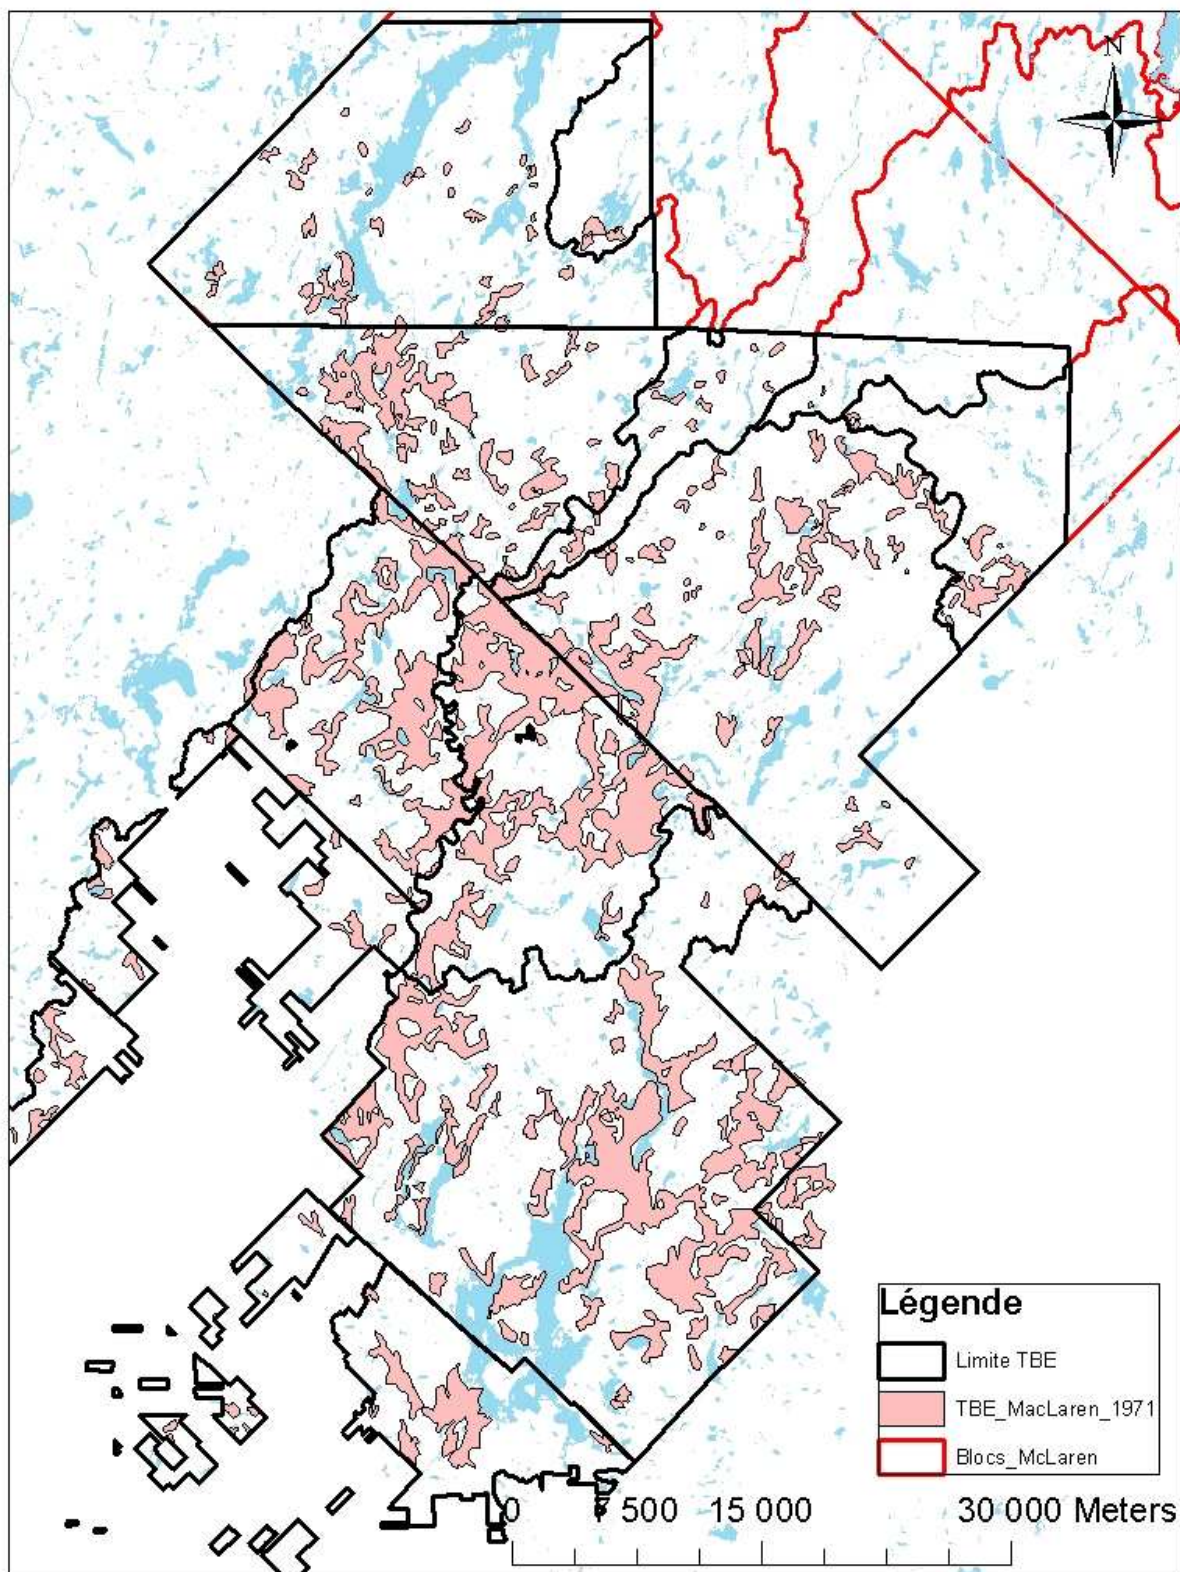 N
Légende
Limite TBE
TBE_MacLaren_1971
Blocs_McLaren
0 500 15 000 30 000 Meters